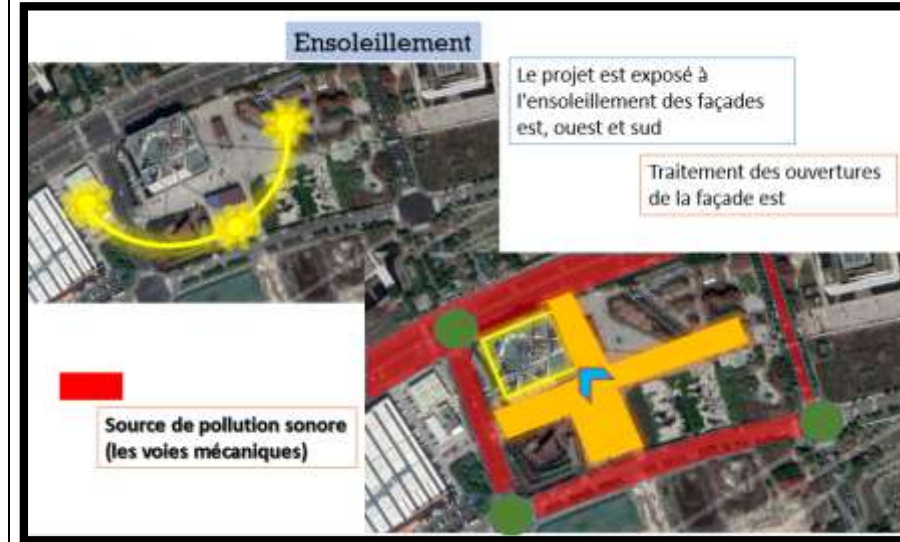 Ensoleillement
Le projet est exposé à
l'ensoleillement des façades
est, ouest et sud
Traitement des ouvertures
de la façade est
Source de pollution sonore
(les voies mécaniques)